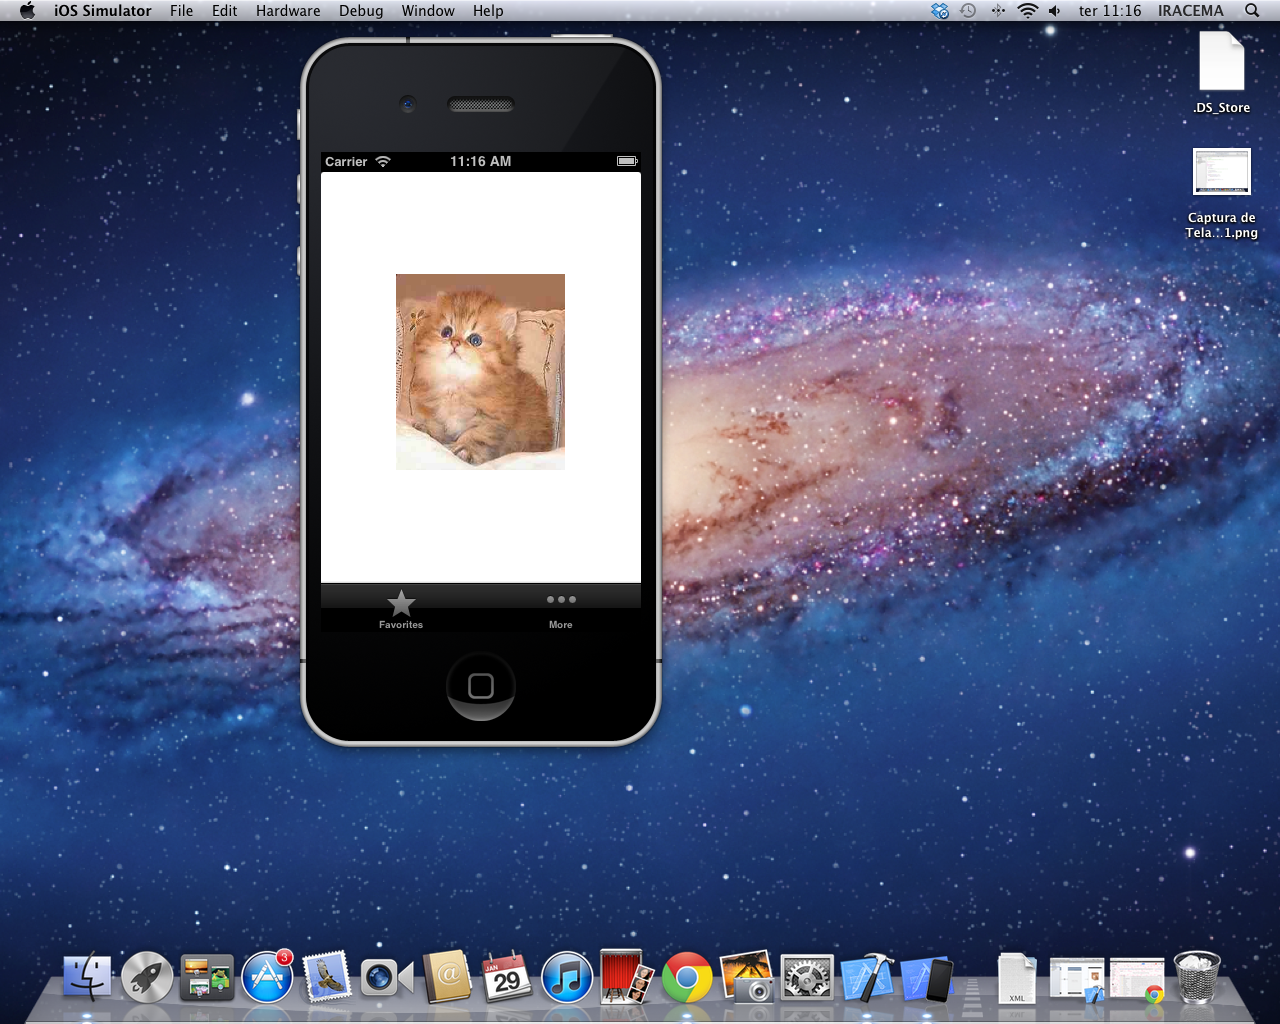 iOS Simulator File Edit Hardware Debug Window Help ter 11:16 IRACEMA
.DS_Store
Captura de
Tela...1.png
Carrier 11:16 AM
Favorites More
3
@
JAN
29
XML